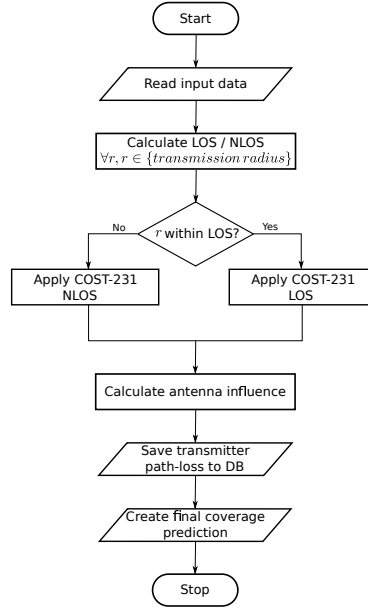 Start
Read input data
Calculate LOS / NLOS
∀r, r ∈ {transmission radius}
r within LOS?
No
Yes
Apply COST-231
NLOS
Apply COST-231
LOS
Calculate antenna influence
Save transmitter
path-loss to DB
Create final coverage
prediction
Stop